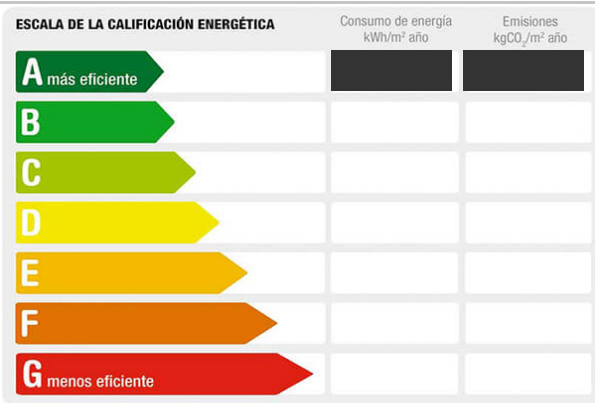 ESCALA DE LA CALIFICACIÓN ENERGÉTICA
Consumo de energía
kWh/m² año
Emisiones
kgCO₂/m² año
A más eficiente
B
C
D
E
F
G menos eficiente